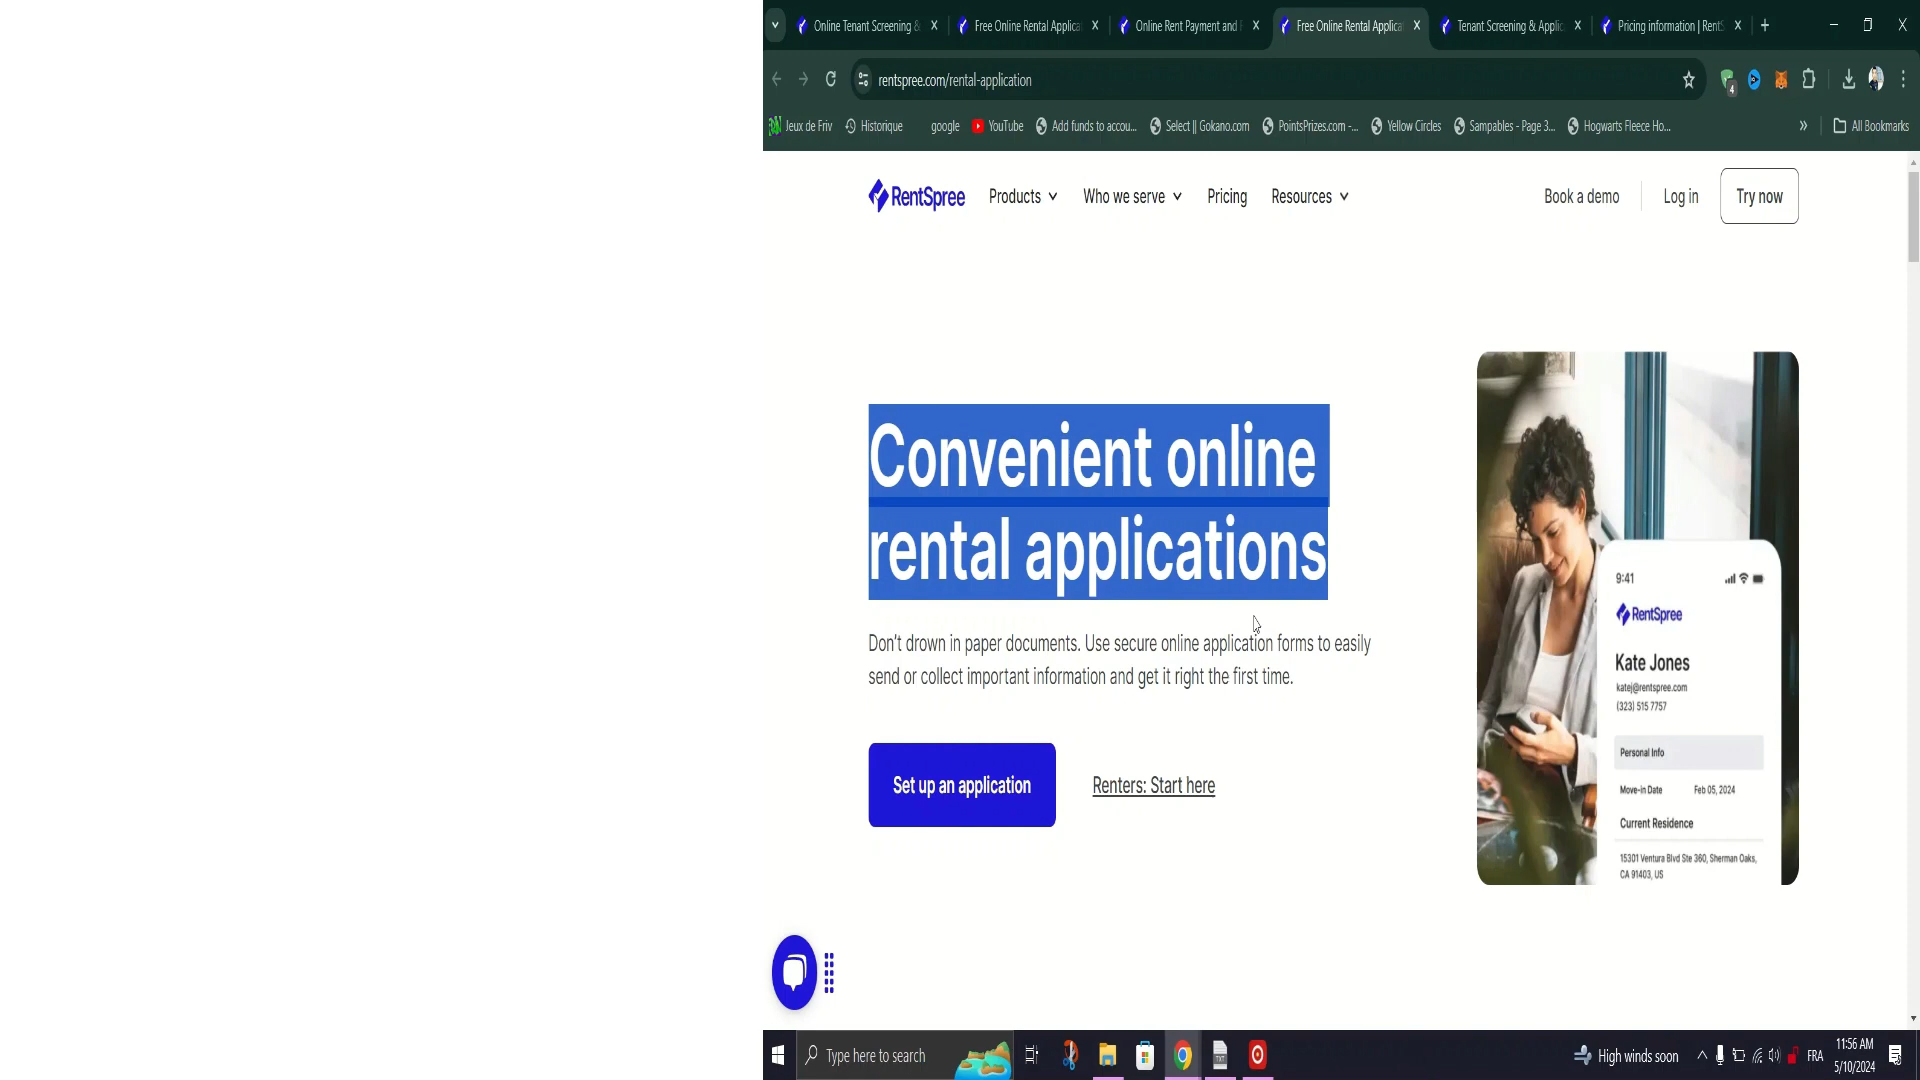 Online Tenant Screening &
Free Online Rental Applica
Online Rent Payment and
Free Online Rental Applica
Tenant Screening & Applic
Pricing information | RentS
rentspree.com/rental-application
4
Jeux de Friv
Historique
google
YouTube
Add funds to accou...
Select || Gokano.com
PointsPrizes.com -...
Yellow Circles
Sampables - Page 3...
Hogwarts Fleece Ho...
»
All Bookmarks
RentSpree
Products
Who we serve
Pricing
Resources
Book a demo
Log in
Try now
Convenient online
rental applications
Don't drown in paper documents. Use secure online application forms to easily
send or collect important information and get it right the first time.
Set up an application
Renters: Start here
9:41
RentSpree
Kate Jones
katej@rentspree.com
(323) 515 7757
Personal Info
Move-in Date
Feb 05, 2024
Current Residence
15301 Ventura Blvd Ste 360, Sherman Oaks,
CA 91403, US
Type here to search
TXT
High winds soon
FRA
11:56 AM
5/10/2024